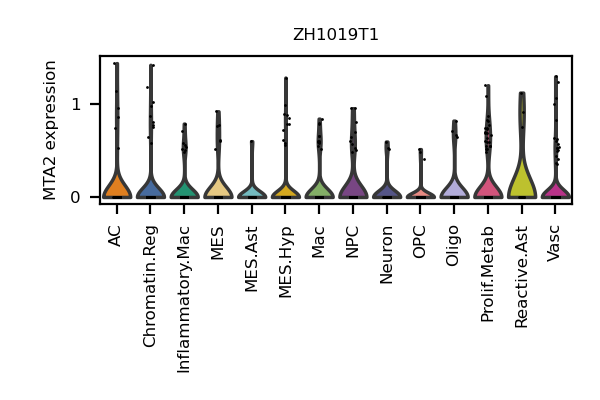 ZH1019T1
MTA2 expression
1
0
AC
Chromatin.Reg
Inflammatory.Mac
MES
MES.Ast
MES.Hyp
Mac
NPC
Neuron
OPC
Oligo
Prolif.Metab
Reactive.Ast
Vasc